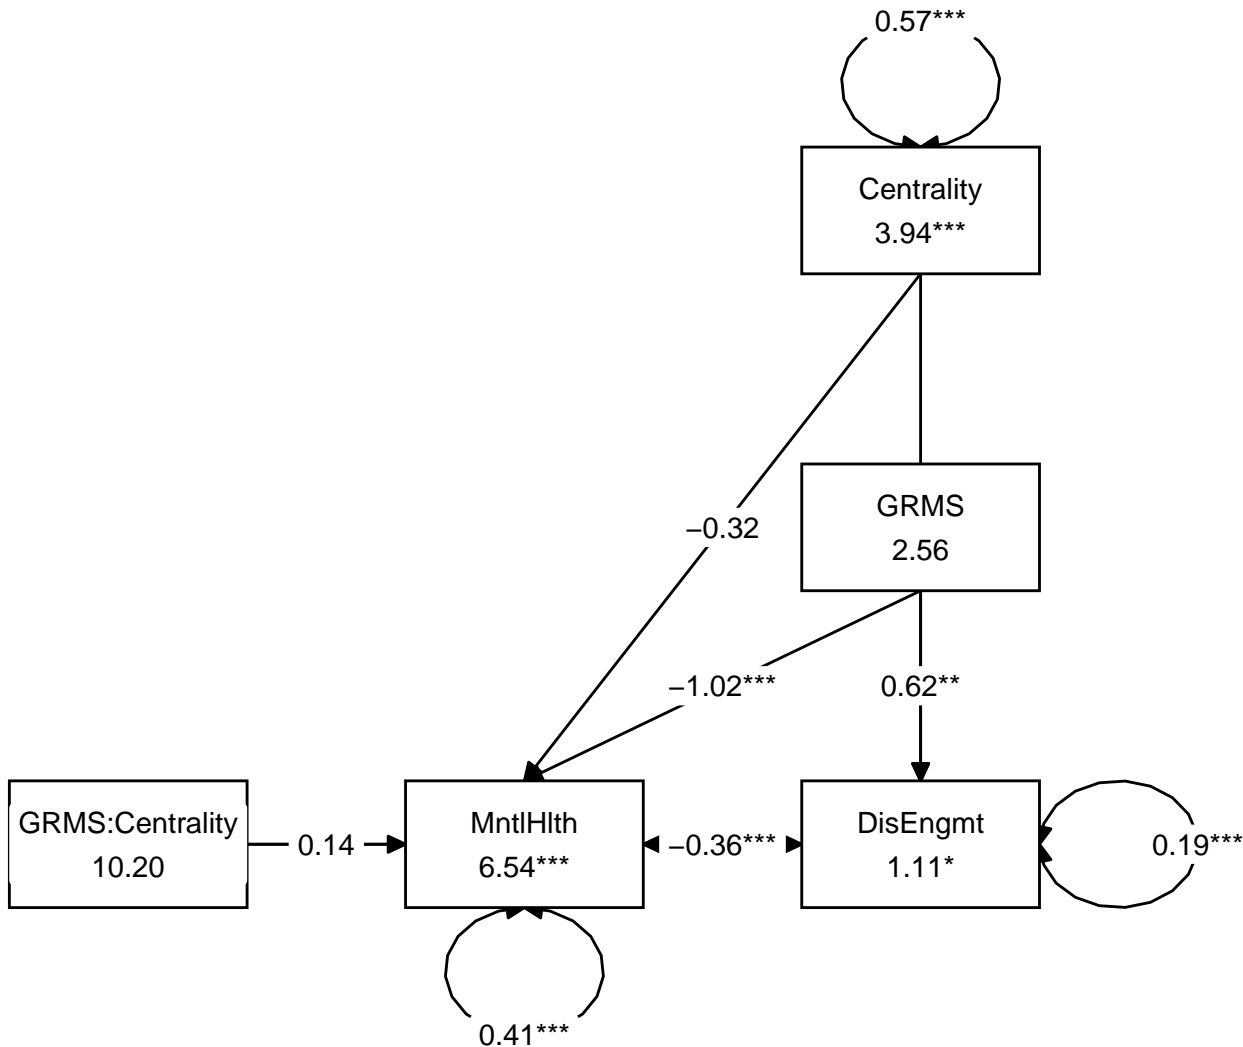 0.57***
Centrality
3.94***
GRMS
2.56
−0.32
−1.02***
0.62**
GRMS:Centrality
10.20
0.14
MntlHlth
6.54***
−0.36***
DisEngmt
1.11*
0.19***
0.41***